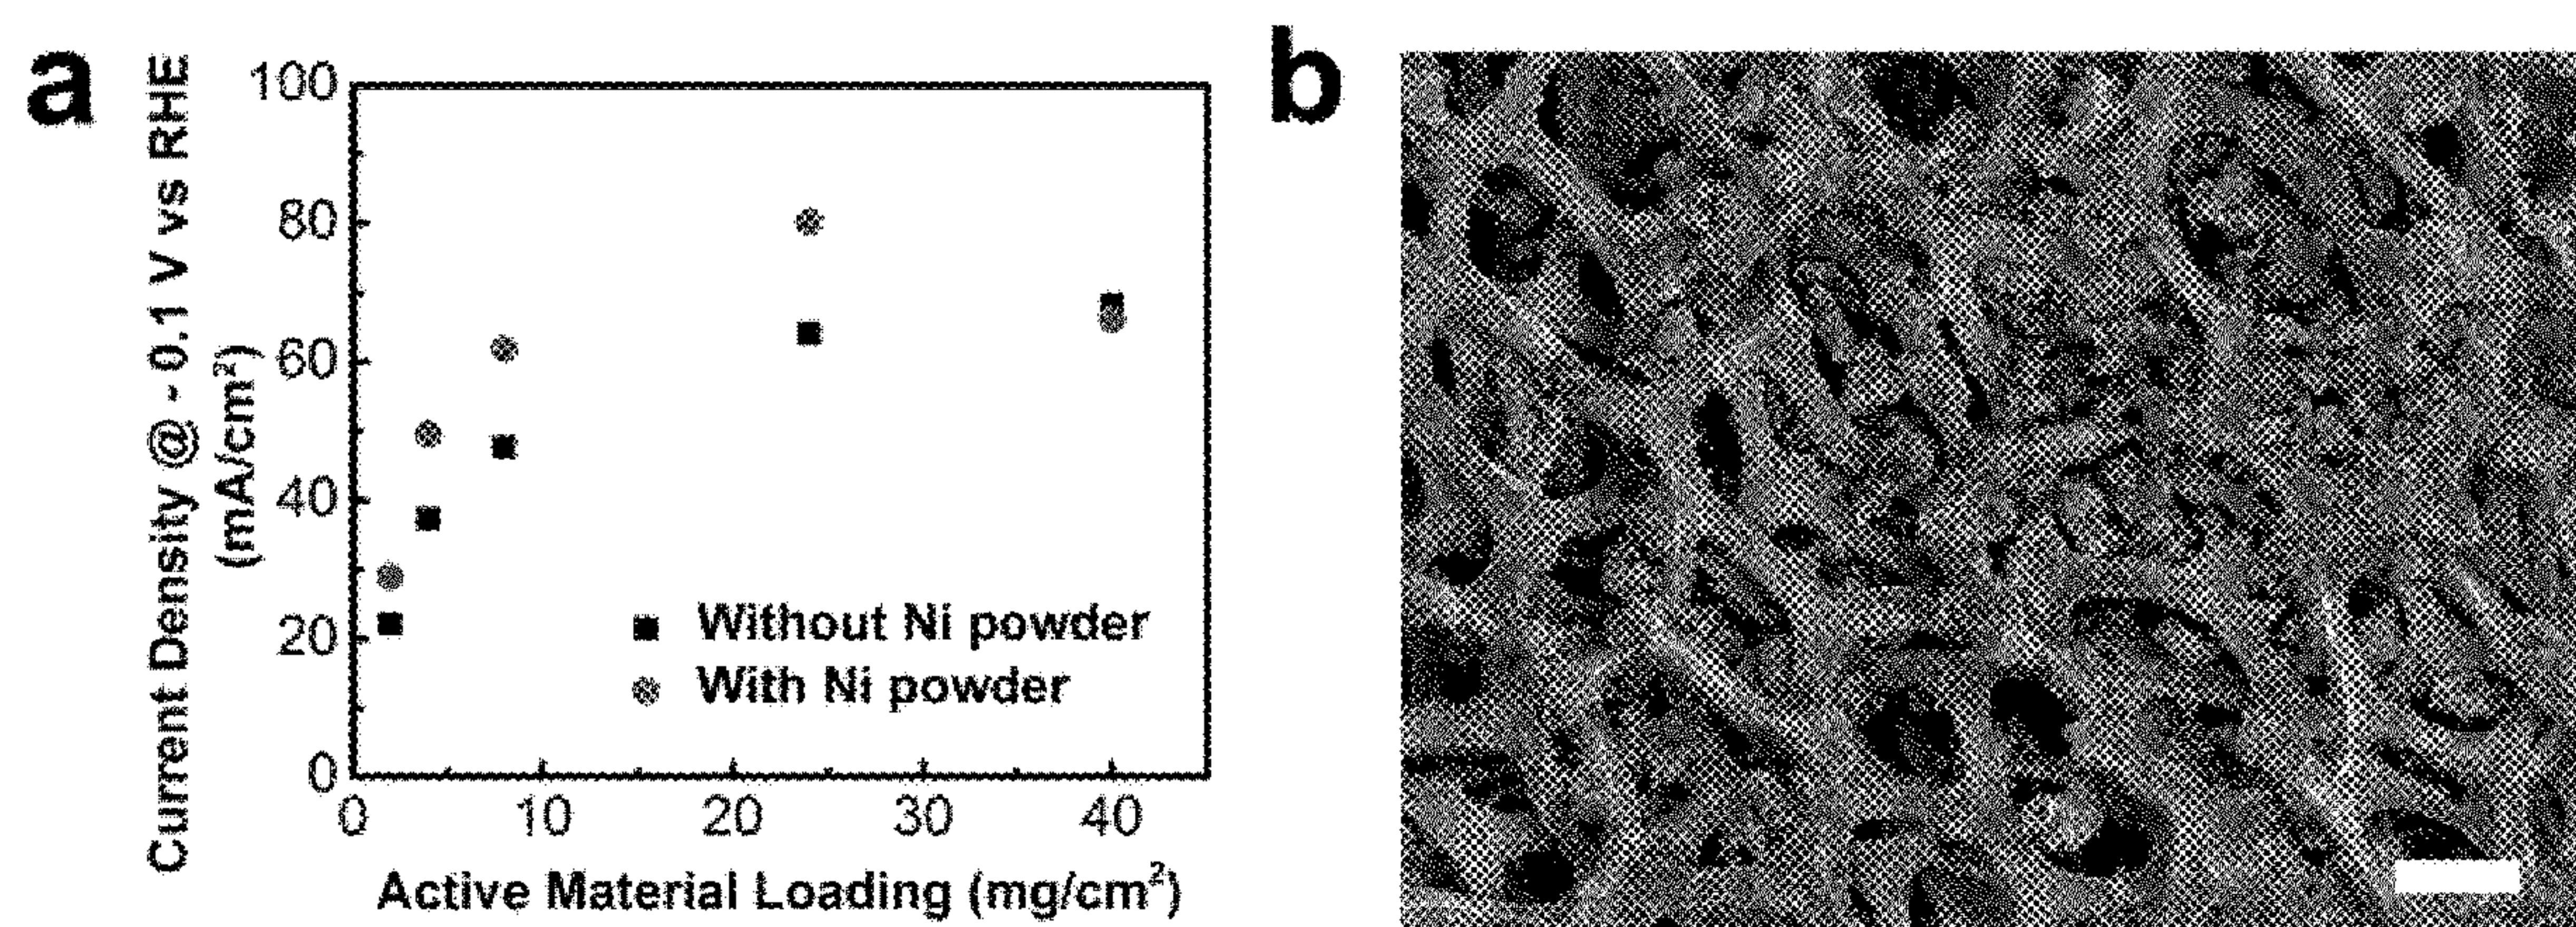 a
b
Current Density @ - 0.1 V vs RHE
(mA/cm²)
100
80
60
40
20
0
Without Ni powder
With Ni powder
0 10 20 30 40
Active Material Loading (mg/cm²)